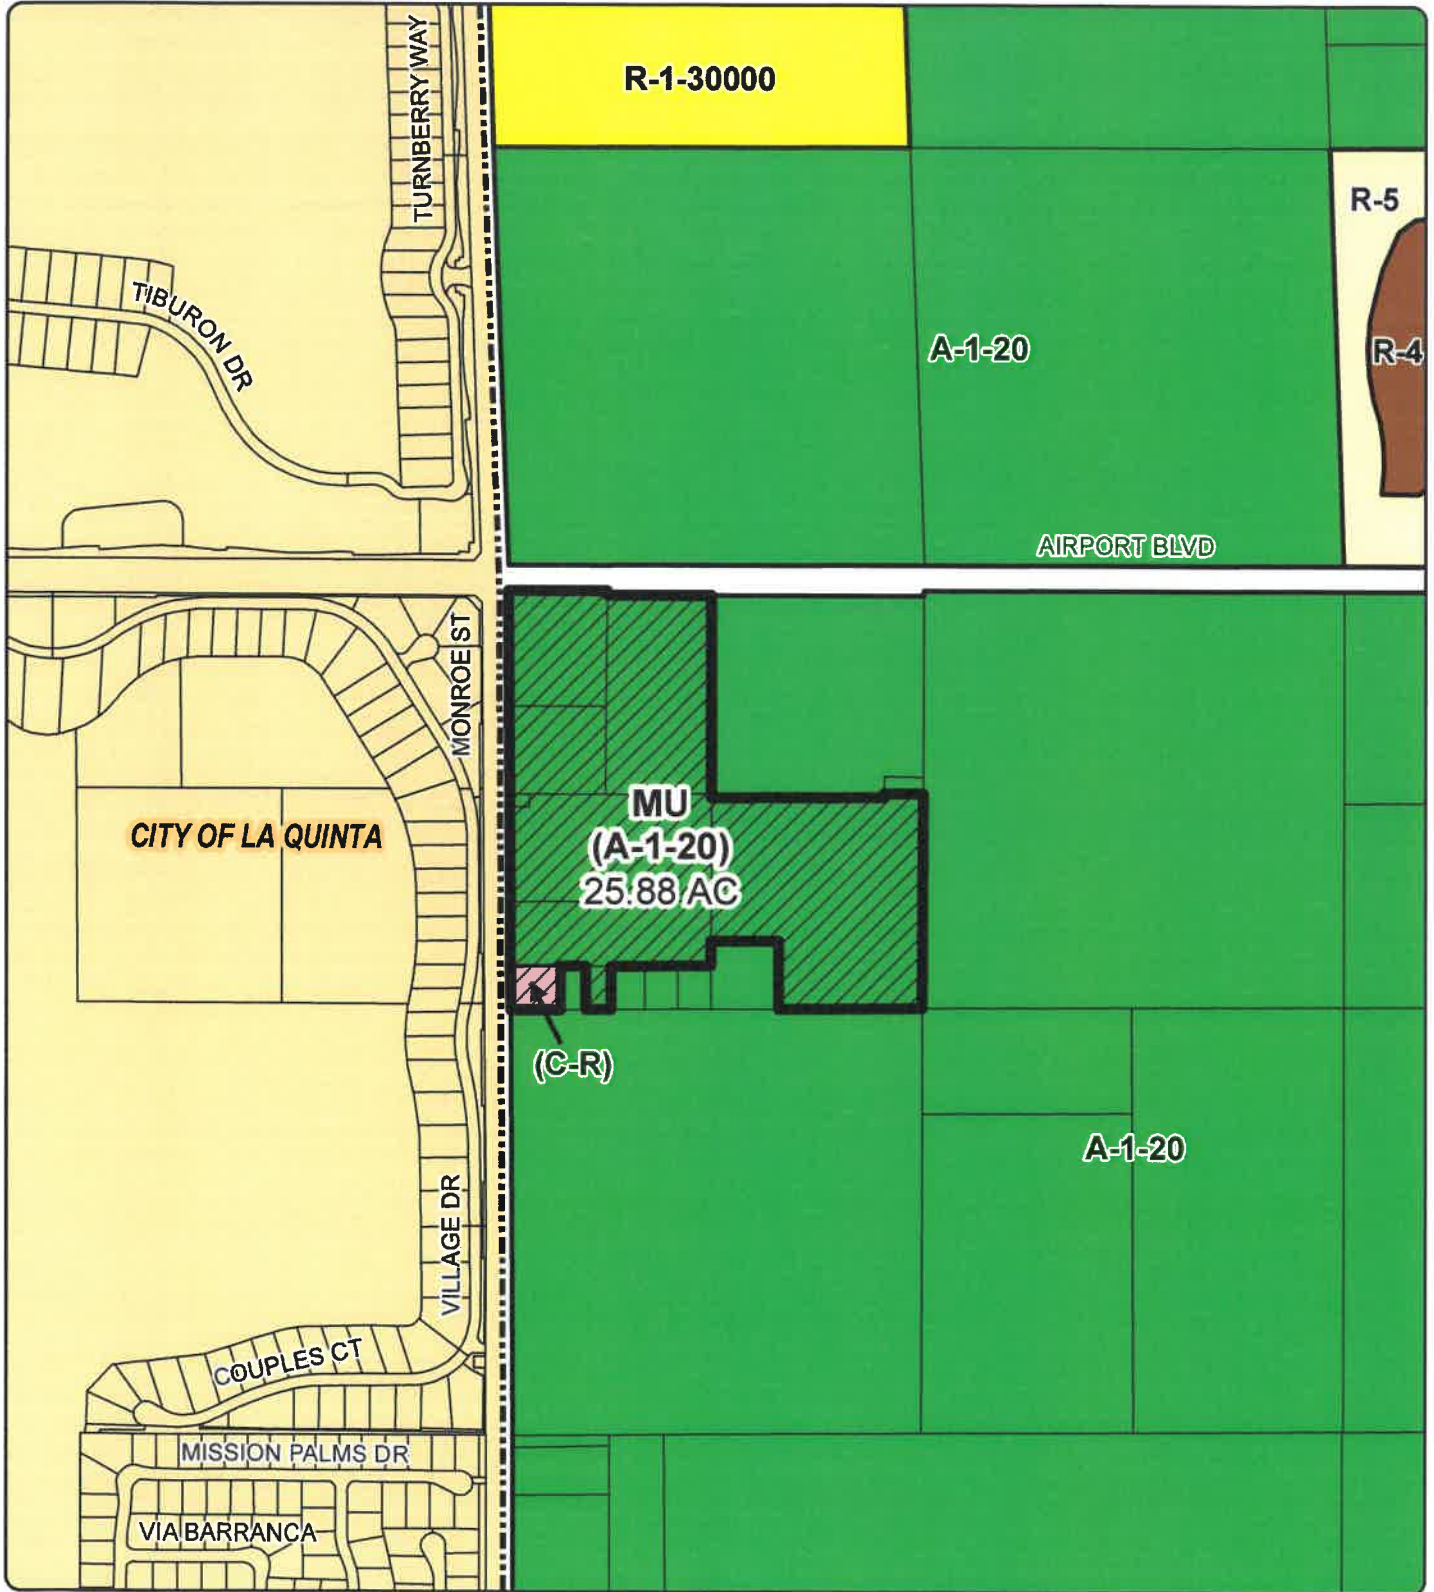 TURNBERRY WAY
R-1-30000
R-5
TIBURON DR
A-1-20
R-4
AIRPORT BLVD
MONROE ST
CITY OF LA QUINTA
MU
(A-1-20)
25.88 AC
(C-R)
A-1-20
VILLAGE DR
COUPLES CT
MISSION PALMS DR
VIA BARRANCA